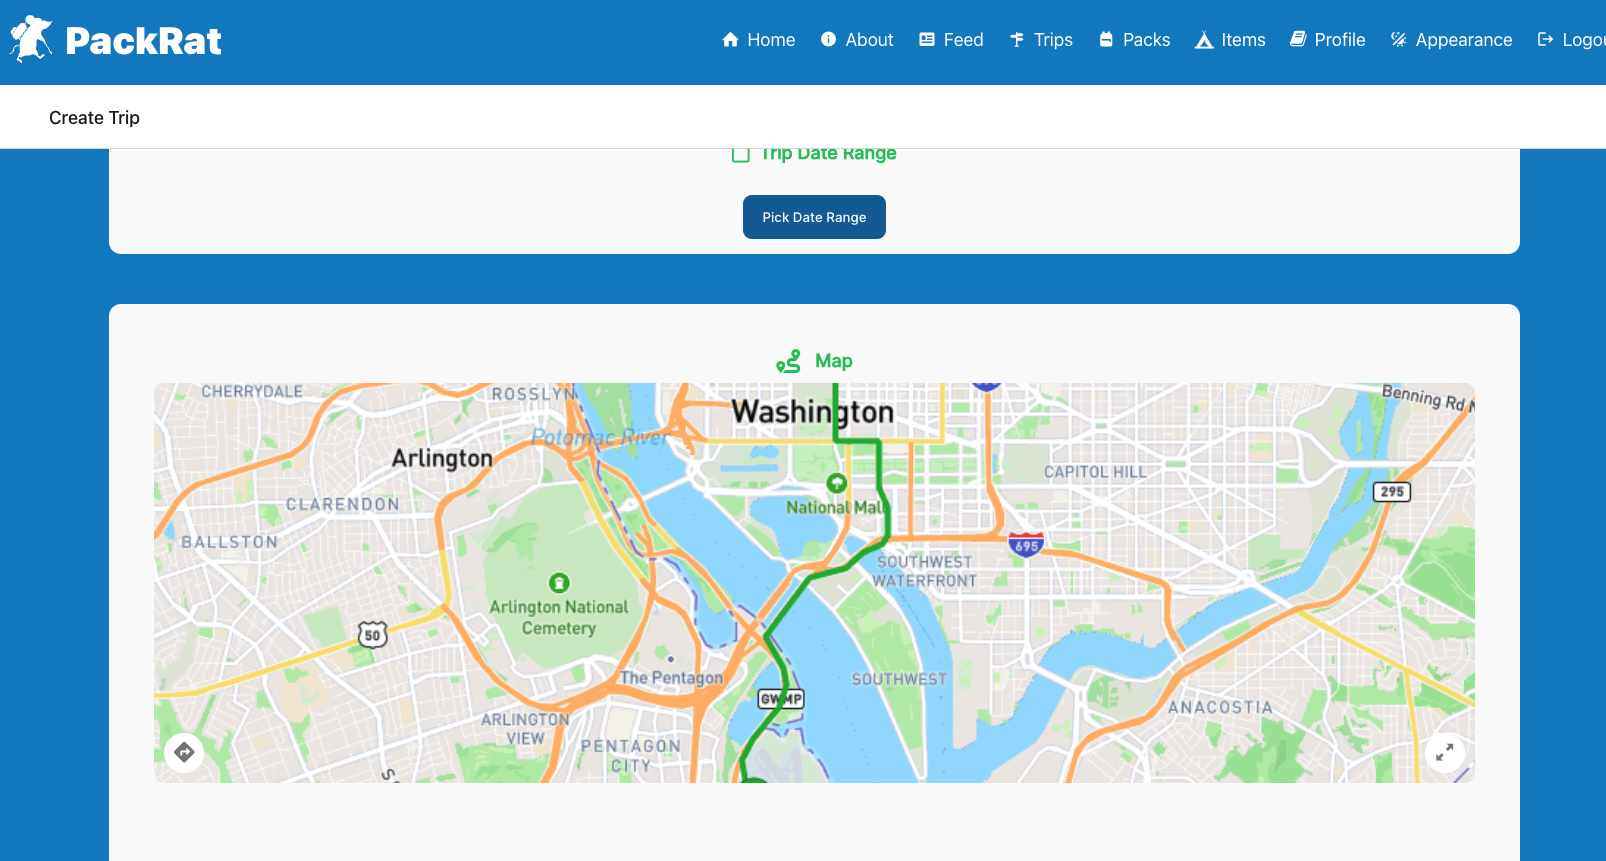 PackRat
Home About Feed Trips Packs Items Profile Appearance Logou
Create Trip
Trip Date Range
Pick Date Range
Map
CHERRYDALE
ROSSLYN
Washington
Benning Rd N
Potomac River
Arlington
CAPITOL HILL
CLARENDON
National Mall
295
BALLSTON
695
SOUTHWEST
WATERFRONT
Arlington National
Cemetery
50
The Pentagon
SOUTHWEST
GWMP
ANACOSTIA
ARLINGTON
VIEW
PENTAGON
CITY